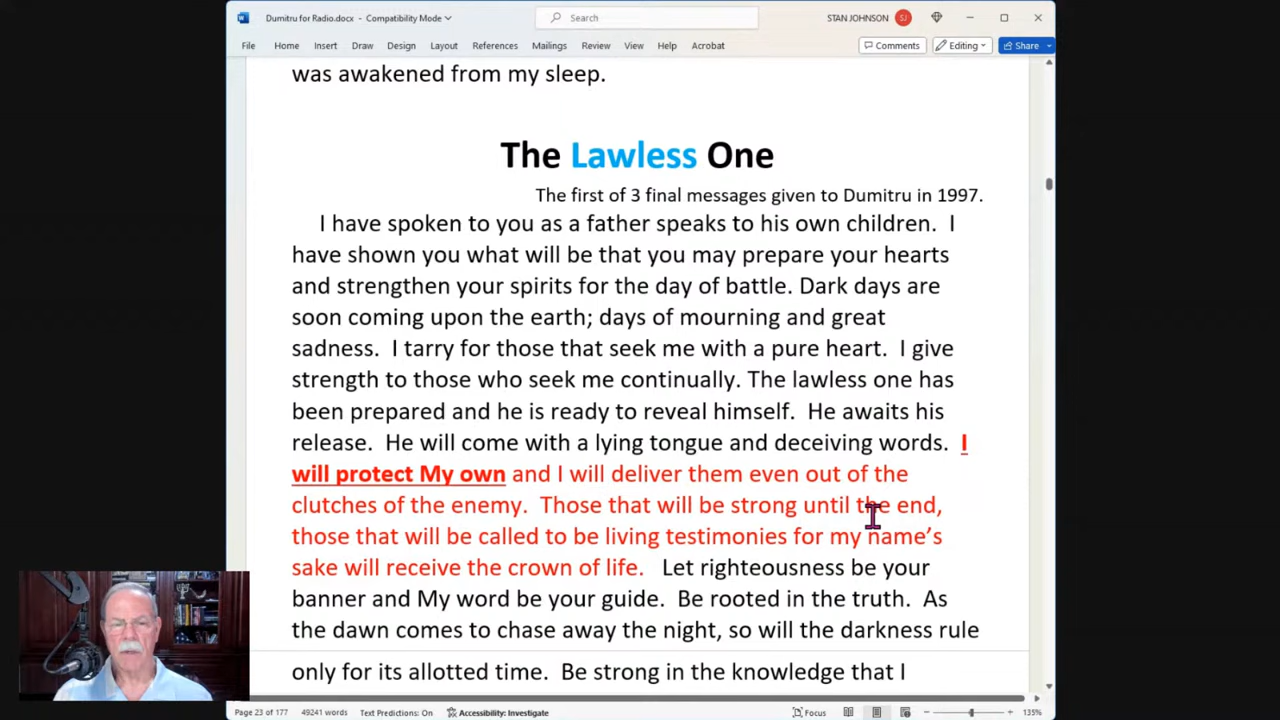 Dumitru for Radio.docx - Compatibility Mode
Search
STAN JOHNSON SJ
File Home Insert Draw Design Layout References Mailings Review View Help Acrobat
Comments Editing Share
was awakened from my sleep.
The Lawless One
The first of 3 final messages given to Dumitru in 1997.
I have spoken to you as a father speaks to his own children. I
have shown you what will be that you may prepare your hearts
and strengthen your spirits for the day of battle. Dark days are
soon coming upon the earth; days of mourning and great
sadness. I tarry for those that seek me with a pure heart. I give
strength to those who seek me continually. The lawless one has
been prepared and he is ready to reveal himself. He awaits his
release. He will come with a lying tongue and deceiving words. I
will protect My own and I will deliver them even out of the
clutches of the enemy. Those that will be strong until the end,
those that will be called to be living testimonies for my name's
sake will receive the crown of life. Let righteousness be your
banner and My word be your guide. Be rooted in the truth. As
the dawn comes to chase away the night, so will the darkness rule
only for its allotted time. Be strong in the knowledge that I
Page 23 of 177 49241 words Text Predictions: On Accessibility: Investigate Focus 135%